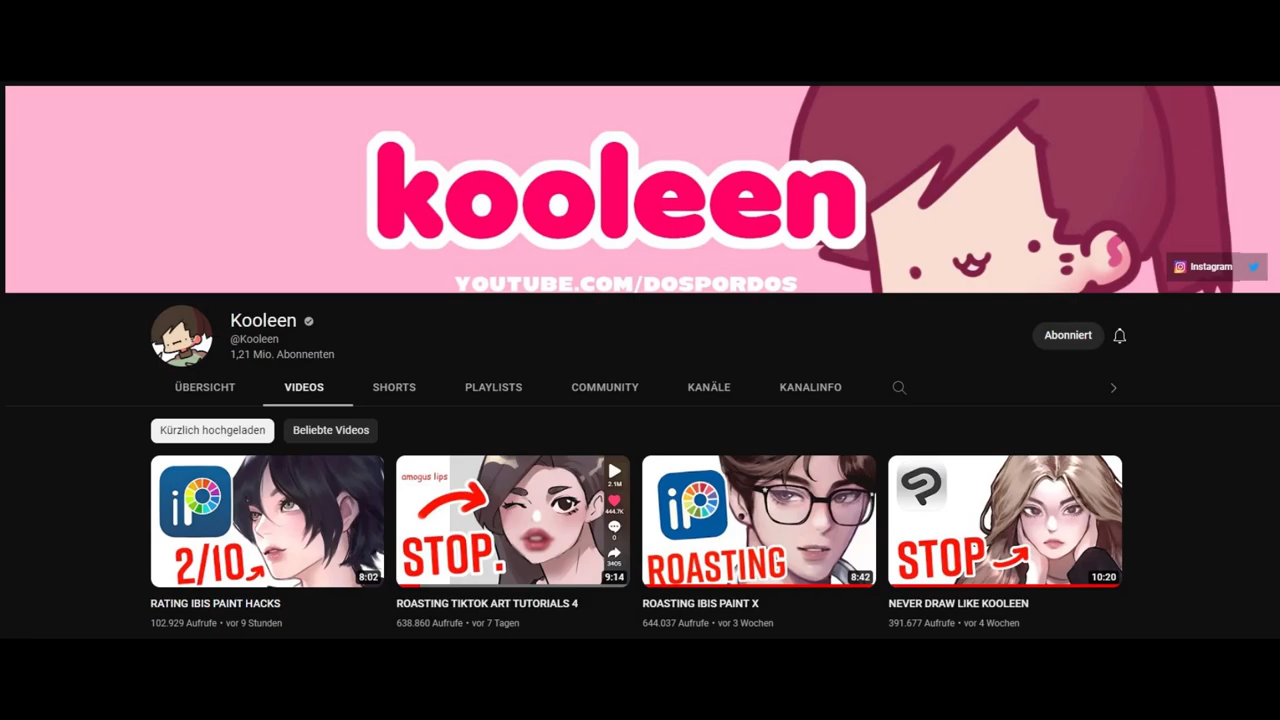 kooleen
YOUTUBE.COM/DOSPORDOS
Instagram
Kooleen
@Kooleen
1,21 Mio. Abonnenten
Abonniert
ÜBERSICHT VIDEOS SHORTS PLAYLISTS COMMUNITY KANÄLE KANALINFO
Kürzlich hochgeladen Beliebte Videos
iP
2/10
8:02
amogus lips
STOP.
2.1M
444.7K
0
3405
9:14
iP
ROASTING
8:42
STOP
10:20
RATING IBIS PAINT HACKS
102.929 Aufrufe • vor 9 Stunden
ROASTING TIKTOK ART TUTORIALS 4
638.860 Aufrufe • vor 7 Tagen
ROASTING IBIS PAINT X
644.037 Aufrufe • vor 3 Wochen
NEVER DRAW LIKE KOOLEEN
391.677 Aufrufe • vor 4 Wochen